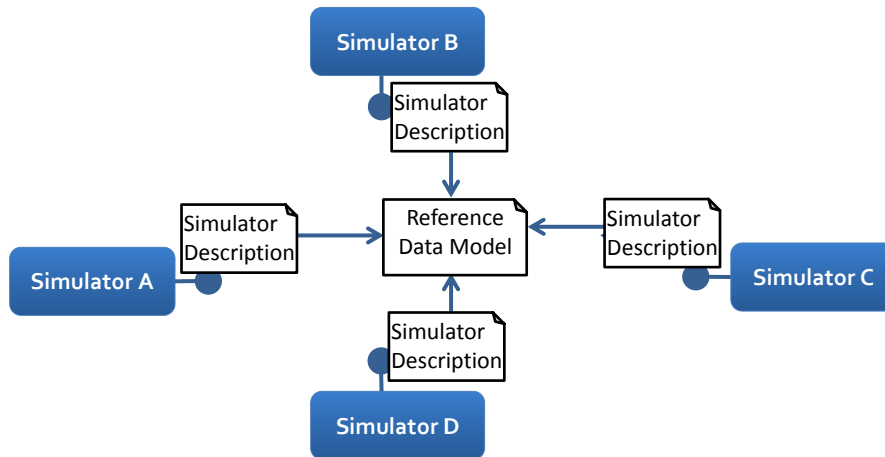 Simulator B
Simulator
Description
Simulator
Description
Reference
Data Model
Simulator
Description
Simulator A
Simulator C
Simulator
Description
Simulator D